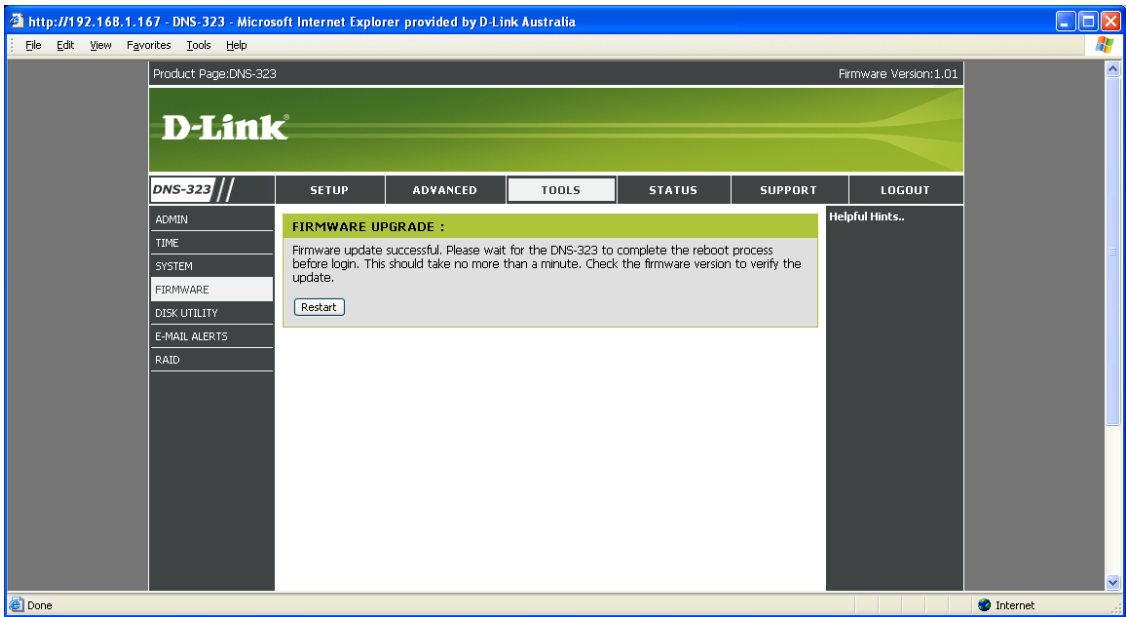 http://192.168.1.167 - DNS-323 - Microsoft Internet Explorer provided by D-Link Australia
File Edit View Favorites Tools Help
Product Page:DNS-323 Firmware Version:1.01
D-Link®
DNS-323 // SETUP ADVANCED TOOLS STATUS SUPPORT LOGOUT
ADMIN
TIME
SYSTEM
FIRMWARE
DISK UTILITY
E-MAIL ALERTS
RAID
FIRMWARE UPGRADE :
Firmware update successful. Please wait for the DNS-323 to complete the reboot process
before login. This should take no more than a minute. Check the firmware version to verify the
update.
Restart
Helpful Hints..
Done Internet